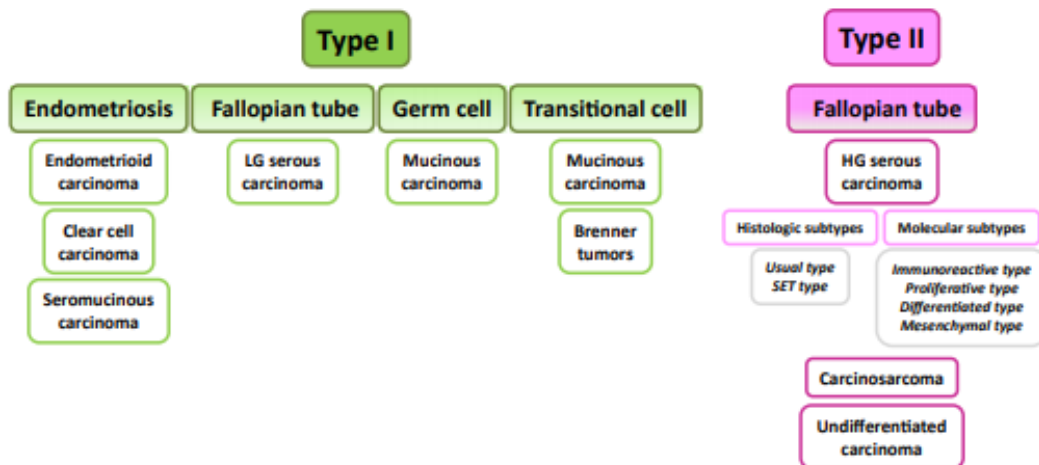 Type I
Type II
Endometriosis
Fallopian tube
Germ cell
Transitional cell
Fallopian tube
Endometrioid
carcinoma
Clear cell
carcinoma
Seromucinous
carcinoma
LG serous
carcinoma
Mucinous
carcinoma
Mucinous
carcinoma
Brenner
tumors
HG serous
carcinoma
Histologic subtypes
Usual type
SET type
Molecular subtypes
Immunoreactive type
Proliferative type
Differentiated type
Mesenchymal type
Carcinosarcoma
Undifferentiated
carcinoma